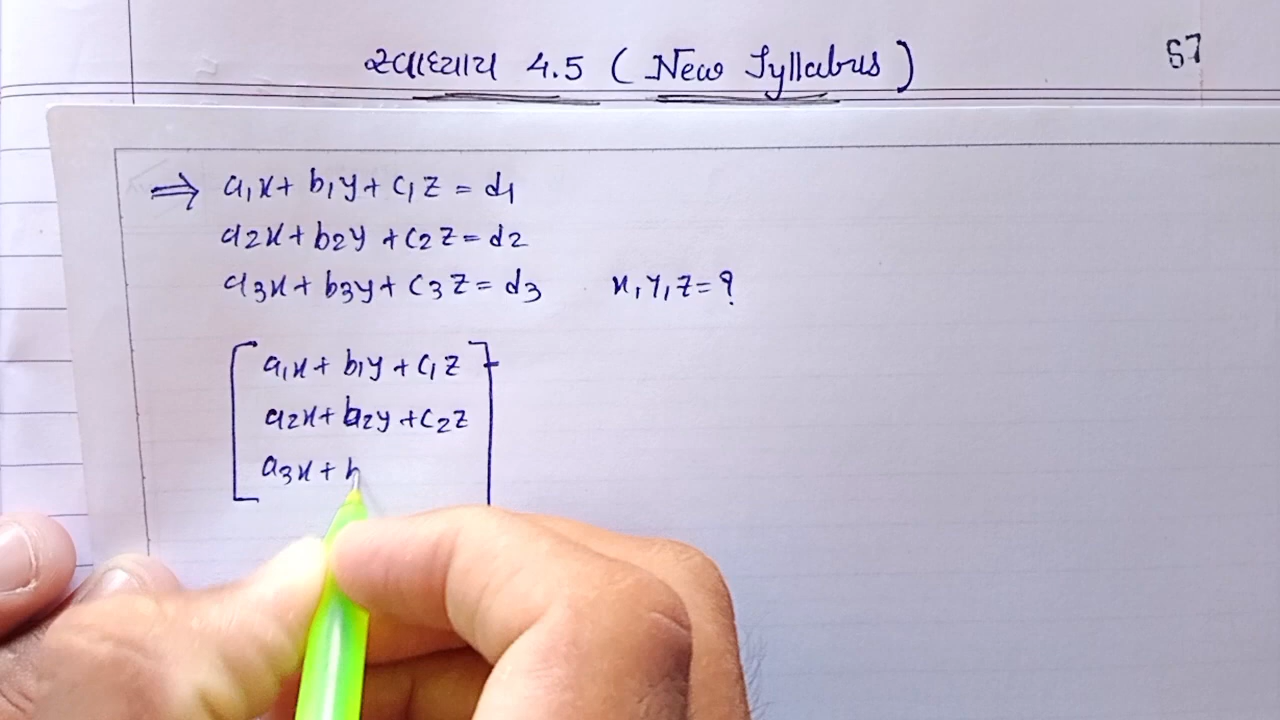 સ્વાધ્યાય 4.5 (New Syllabus)
57
⇒ a₁x + b₁y + c₁z = d₁
a₂x + b₂y + c₂z = d₂
a₃x + b₃y + c₃z = d₃ x, y, z = ?
a₁x + b₁y + c₁z
a₂x + b₂y + c₂z
a₃x + b